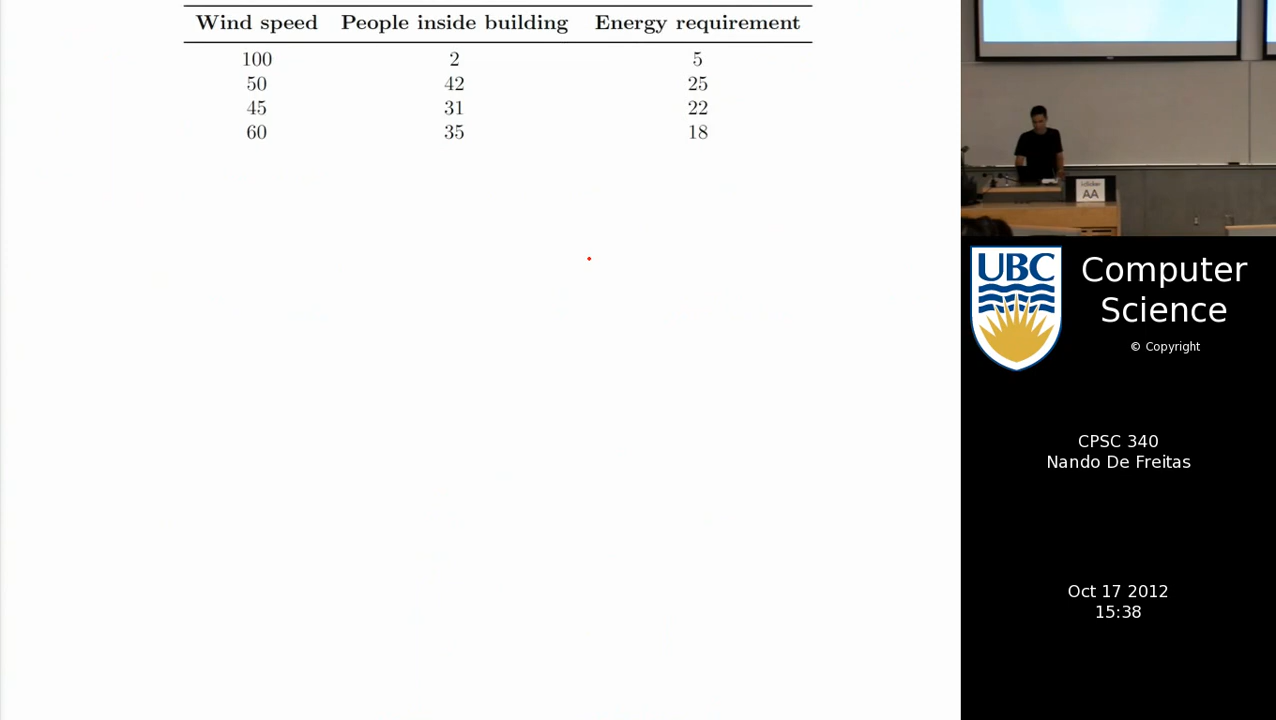 Wind speed People inside building Energy requirement
100 2 5
50 42 25
45 31 22
60 35 18
AA
UBC
Computer
Science
© Copyright
CPSC 340
Nando De Freitas
Oct 17 2012
15:38